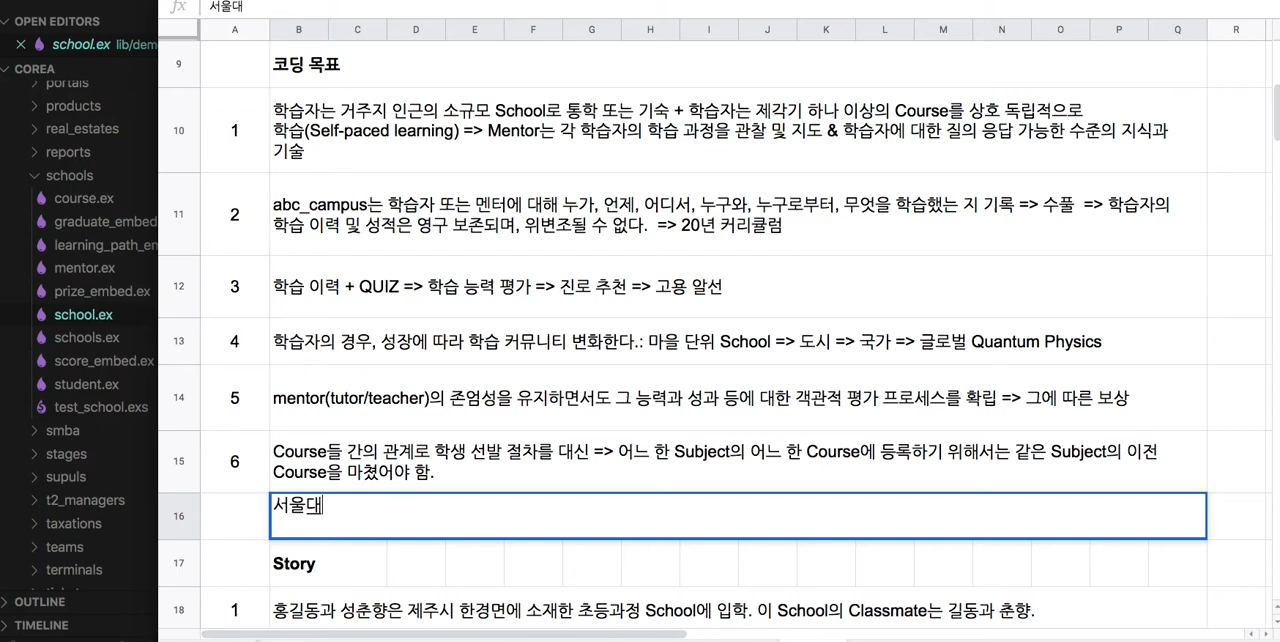 OPEN EDITORS
school.ex lib/dem
COREA
portals
products
real_estates
reports
schools
course.ex
graduate_embed
learning_path_em
mentor.ex
prize_embed.ex
school.ex
schools.ex
score_embed.ex
student.ex
test_school.exs
smba
stages
supuls
t2_managers
taxations
teams
terminals
OUTLINE
TIMELINE
fx 서울대
A B C D E F G H I J K L M N O P Q R
9 코딩 목표
10 1 학습자는 거주지 인근의 소규모 School로 통학 또는 기숙 + 학습자는 제각기 하나 이상의 Course를 상호 독립적으로
학습(Self-paced learning) => Mentor는 각 학습자의 학습 과정을 관찰 및 지도 & 학습자에 대한 질의 응답 가능한 수준의 지식과
기술
11 2 abc_campus는 학습자 또는 멘터에 대해 누가, 언제, 어디서, 누구와, 누구로부터, 무엇을 학습했는 지 기록 => 수풀 => 학습자의
학습 이력 및 성적은 영구 보존되며, 위변조될 수 없다. => 20년 커리큘럼
12 3 학습 이력 + QUIZ => 학습 능력 평가 => 진로 추천 => 고용 알선
13 4 학습자의 경우, 성장에 따라 학습 커뮤니티 변화한다.: 마을 단위 School => 도시 => 국가 => 글로벌 Quantum Physics
14 5 mentor(tutor/teacher)의 존엄성을 유지하면서도 그 능력과 성과 등에 대한 객관적 평가 프로세스를 확립 => 그에 따른 보상
15 6 Course들 간의 관계로 학생 선발 절차를 대신 => 어느 한 Subject의 어느 한 Course에 등록하기 위해서는 같은 Subject의 이전
Course을 마쳤어야 함.
16 서울대
17 Story
18 1 홍길동과 성춘향은 제주시 한경면에 소재한 초등과정 School에 입학. 이 School의 Classmate는 길동과 춘향.